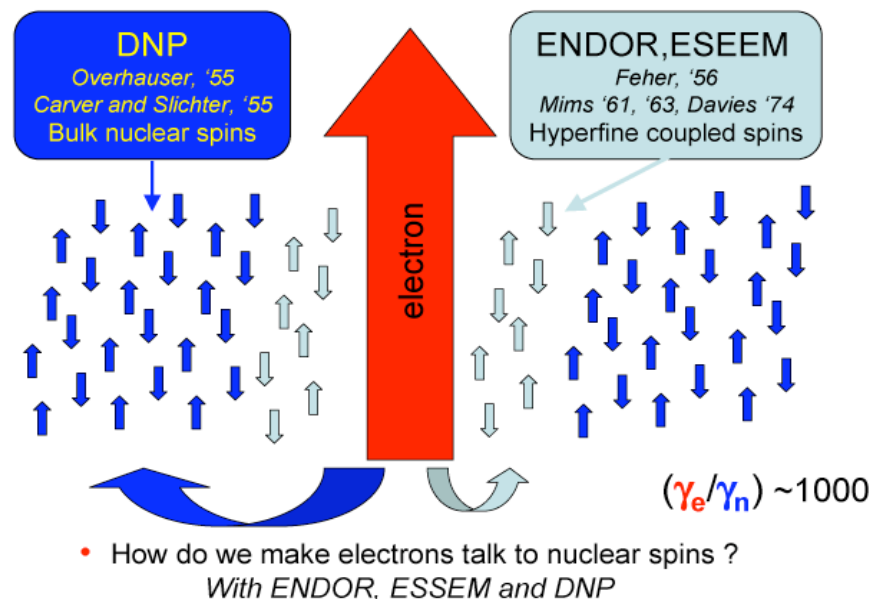 DNP
Overhauser, ‘55
Carver and Slichter, ‘55
Bulk nuclear spins
ENDOR,ESEEM
Feher, ‘56
Mims ‘61, ‘63, Davies ‘74
Hyperfine coupled spins
electron
(γe/γn) ~1000
• How do we make electrons talk to nuclear spins ?
With ENDOR, ESSEM and DNP